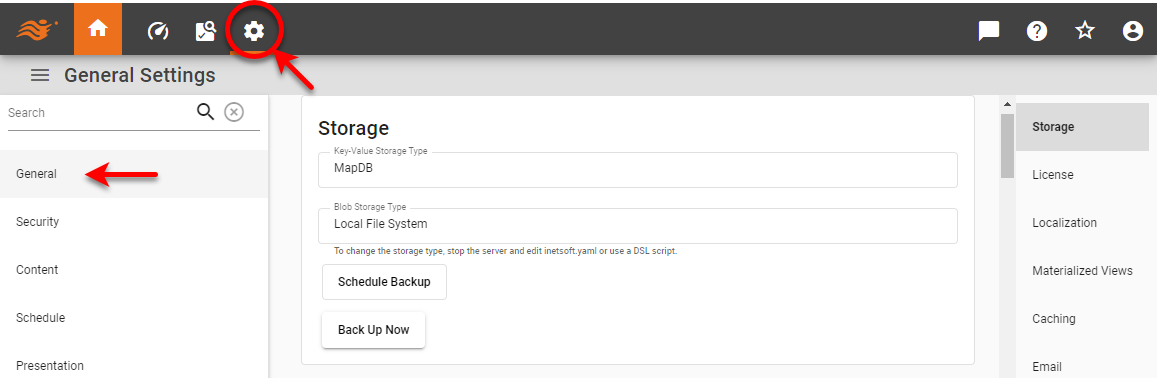 General Settings
Search
General
Security
Content
Schedule
Presentation
Storage
Key-Value Storage Type
MapDB
Blob Storage Type
Local File System
To change the storage type, stop the server and edit inetsoft.yaml or use a DSL script.
Schedule Backup
Back Up Now
Storage
License
Localization
Materialized Views
Caching
Email